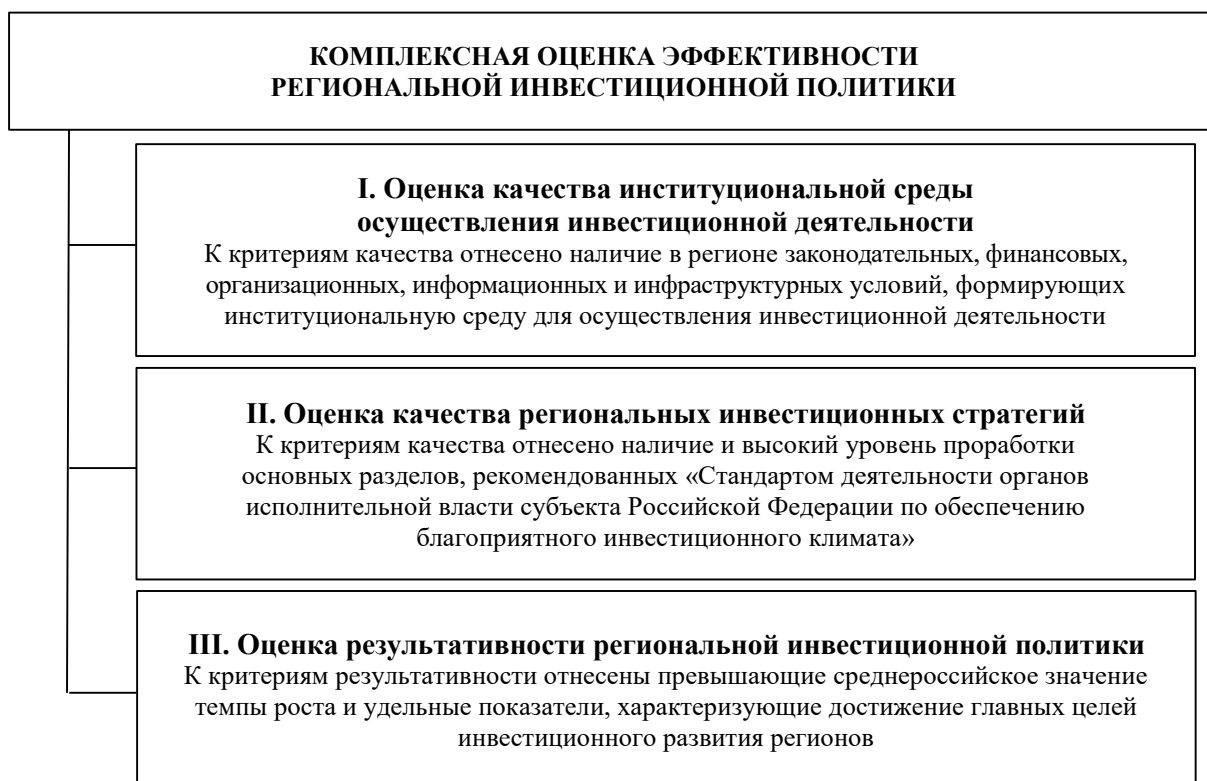 КОМПЛЕКСНАЯ ОЦЕНКА ЭФФЕКТИВНОСТИ
РЕГИОНАЛЬНОЙ ИНВЕСТИЦИОННОЙ ПОЛИТИКИ
I. Оценка качества институциональной среды
осуществления инвестиционной деятельности
К критериям качества отнесено наличие в регионе законодательных, финансовых,
организационных, информационных и инфраструктурных условий, формирующих
институциональную среду для осуществления инвестиционной деятельности
II. Оценка качества региональных инвестиционных стратегий
К критериям качества отнесено наличие и высокий уровень проработки
основных разделов, рекомендованных «Стандартом деятельности органов
исполнительной власти субъекта Российской Федерации по обеспечению
благоприятного инвестиционного климата»
III. Оценка результативности региональной инвестиционной политики
К критериям результативности отнесены превышающие среднероссийское значение
темпы роста и удельные показатели, характеризующие достижение главных целей
инвестиционного развития регионов